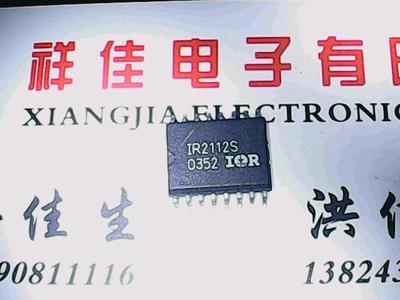 祥佳电子有限
XIANGJIA ELECTRONIC
IR2112S
0352 IOR
佳生
洪
90811116
138243